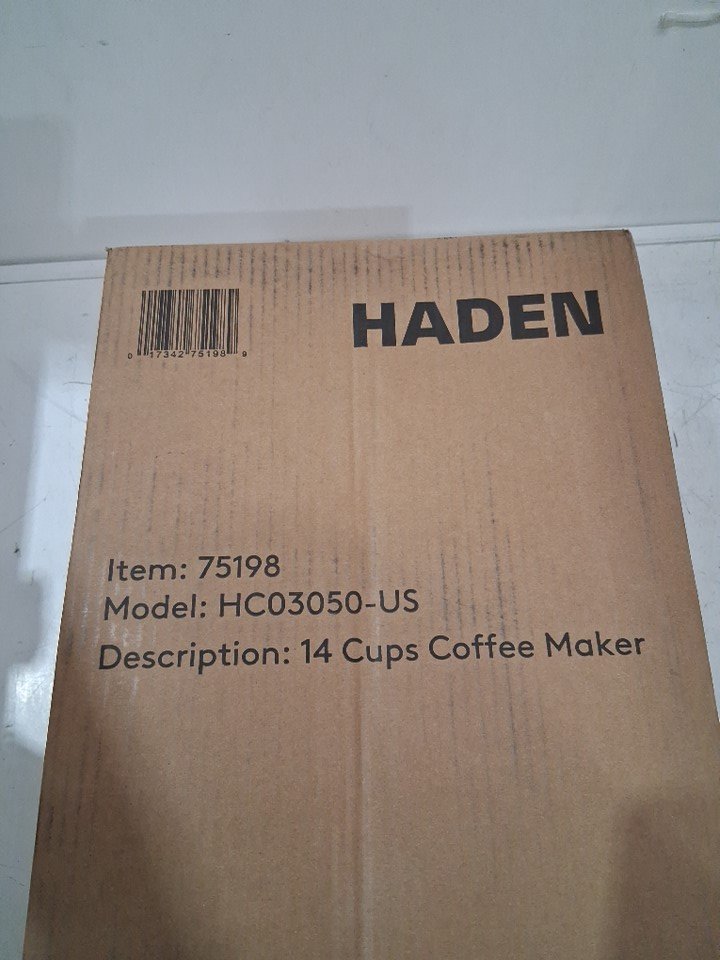 HADEN
0 17342 75198 9
Item: 75198
Model: HC03050-US
Description: 14 Cups Coffee Maker